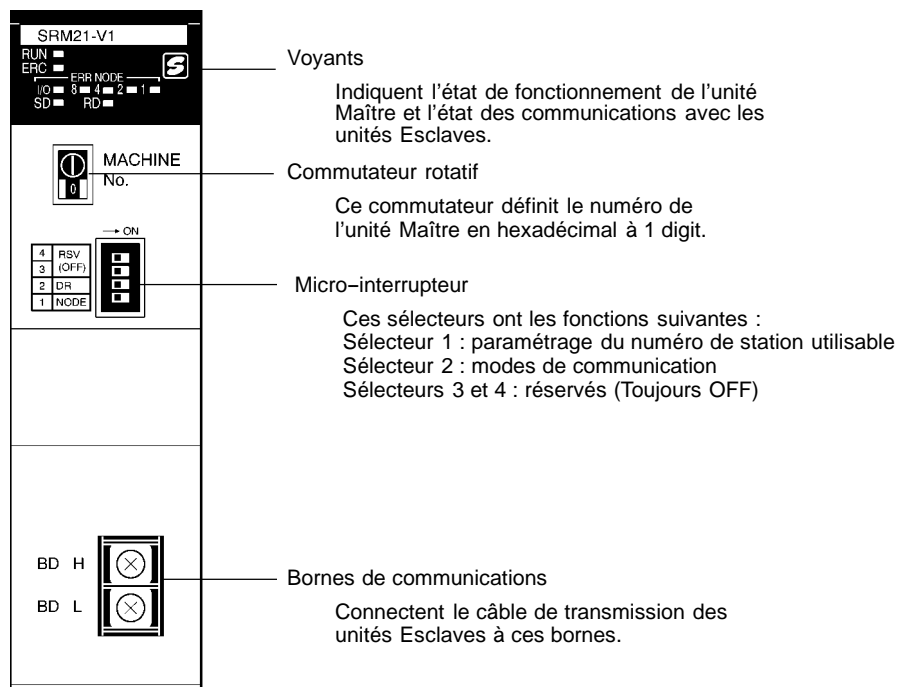 SRM21-V1
RUN
ERC
ERR NODE
I/O 8 4 2 1
SD RD
Voyants
Indiquent l'état de fonctionnement de l'unité
Maître et l'état des communications avec les
unités Esclaves.
MACHINE
No.
0
Commutateur rotatif
Ce commutateur définit le numéro de
l'unité Maître en hexadécimal à 1 digit.
→ ON
4 RSV
3 (OFF)
2 DR
1 NODE
Micro-interrupteur
Ces sélecteurs ont les fonctions suivantes :
Sélecteur 1 : paramétrage du numéro de station utilisable
Sélecteur 2 : modes de communication
Sélecteurs 3 et 4 : réservés (Toujours OFF)
BD H
BD L
Bornes de communications
Connectent le câble de transmission des
unités Esclaves à ces bornes.